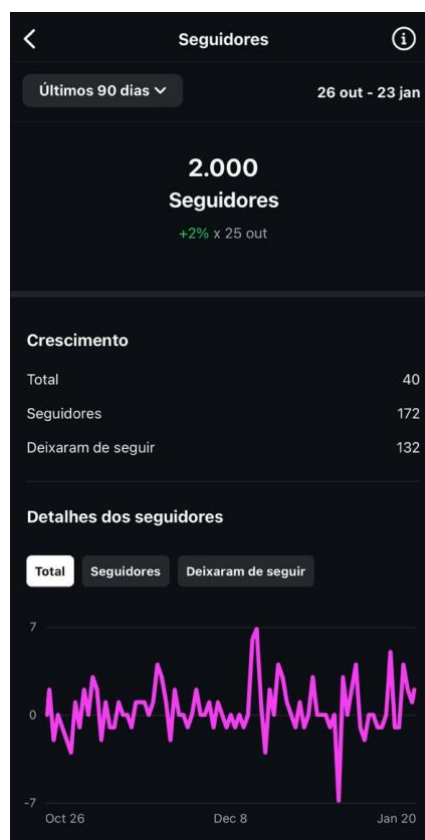 Seguidores
Últimos 90 dias
26 out - 23 jan
2.000
Seguidores
+2% x 25 out
Crescimento
Total 40
Seguidores 172
Deixaram de seguir 132
Detalhes dos seguidores
Total Seguidores Deixaram de seguir
7
0
-7
Oct 26 Dec 8 Jan 20